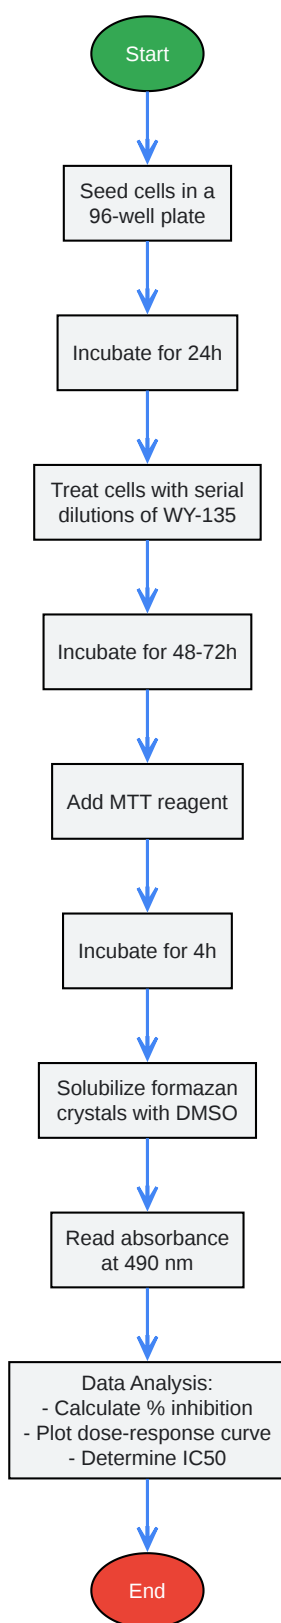 Start
Seed cells in a
96-well plate
Incubate for 24h
Treat cells with serial
dilutions of WY-135
Incubate for 48-72h
Add MTT reagent
Incubate for 4h
Solubilize formazan
crystals with DMSO
Read absorbance
at 490 nm
Data Analysis:
- Calculate % inhibition
- Plot dose-response curve
- Determine IC50
End